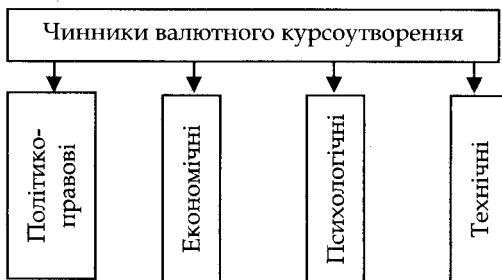 Чинники валютного курсоутворення
Політико-
правові
Економічні
Психологічні
Технічні